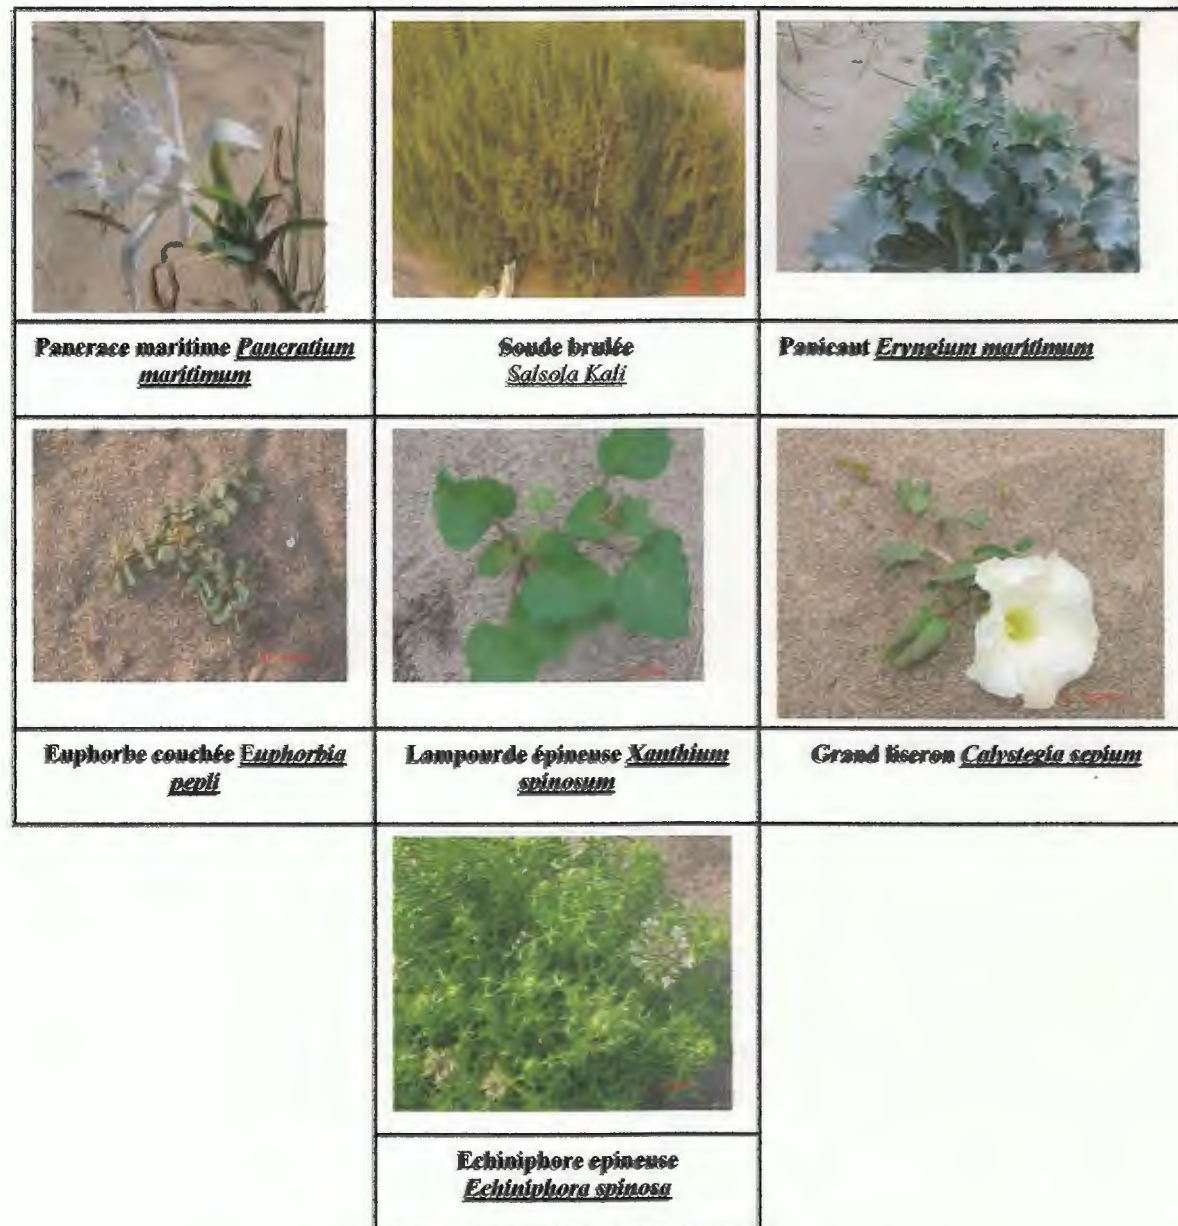 Pancrace maritime Pancratium
maritimum
Soude brulée
Salsola Kali
Panicaut Eryngium maritimum
Euphorbe couchée Euphorbia
pepli
Lampourde épineuse Xanthium
spinosum
Grand liseron Calystegia sepium
Echiniphore epineuse
Echiniphora spinosa